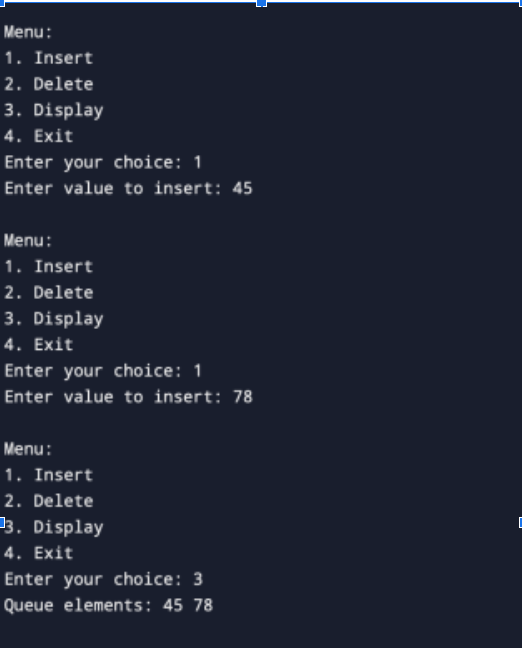 Menu:
1. Insert
2. Delete
3. Display
4. Exit
Enter your choice: 1
Enter value to insert: 45
Menu:
1. Insert
2. Delete
3. Display
4. Exit
Enter your choice: 1
Enter value to insert: 78
Menu:
1. Insert
2. Delete
3. Display
4. Exit
Enter your choice: 3
Queue elements: 45 78